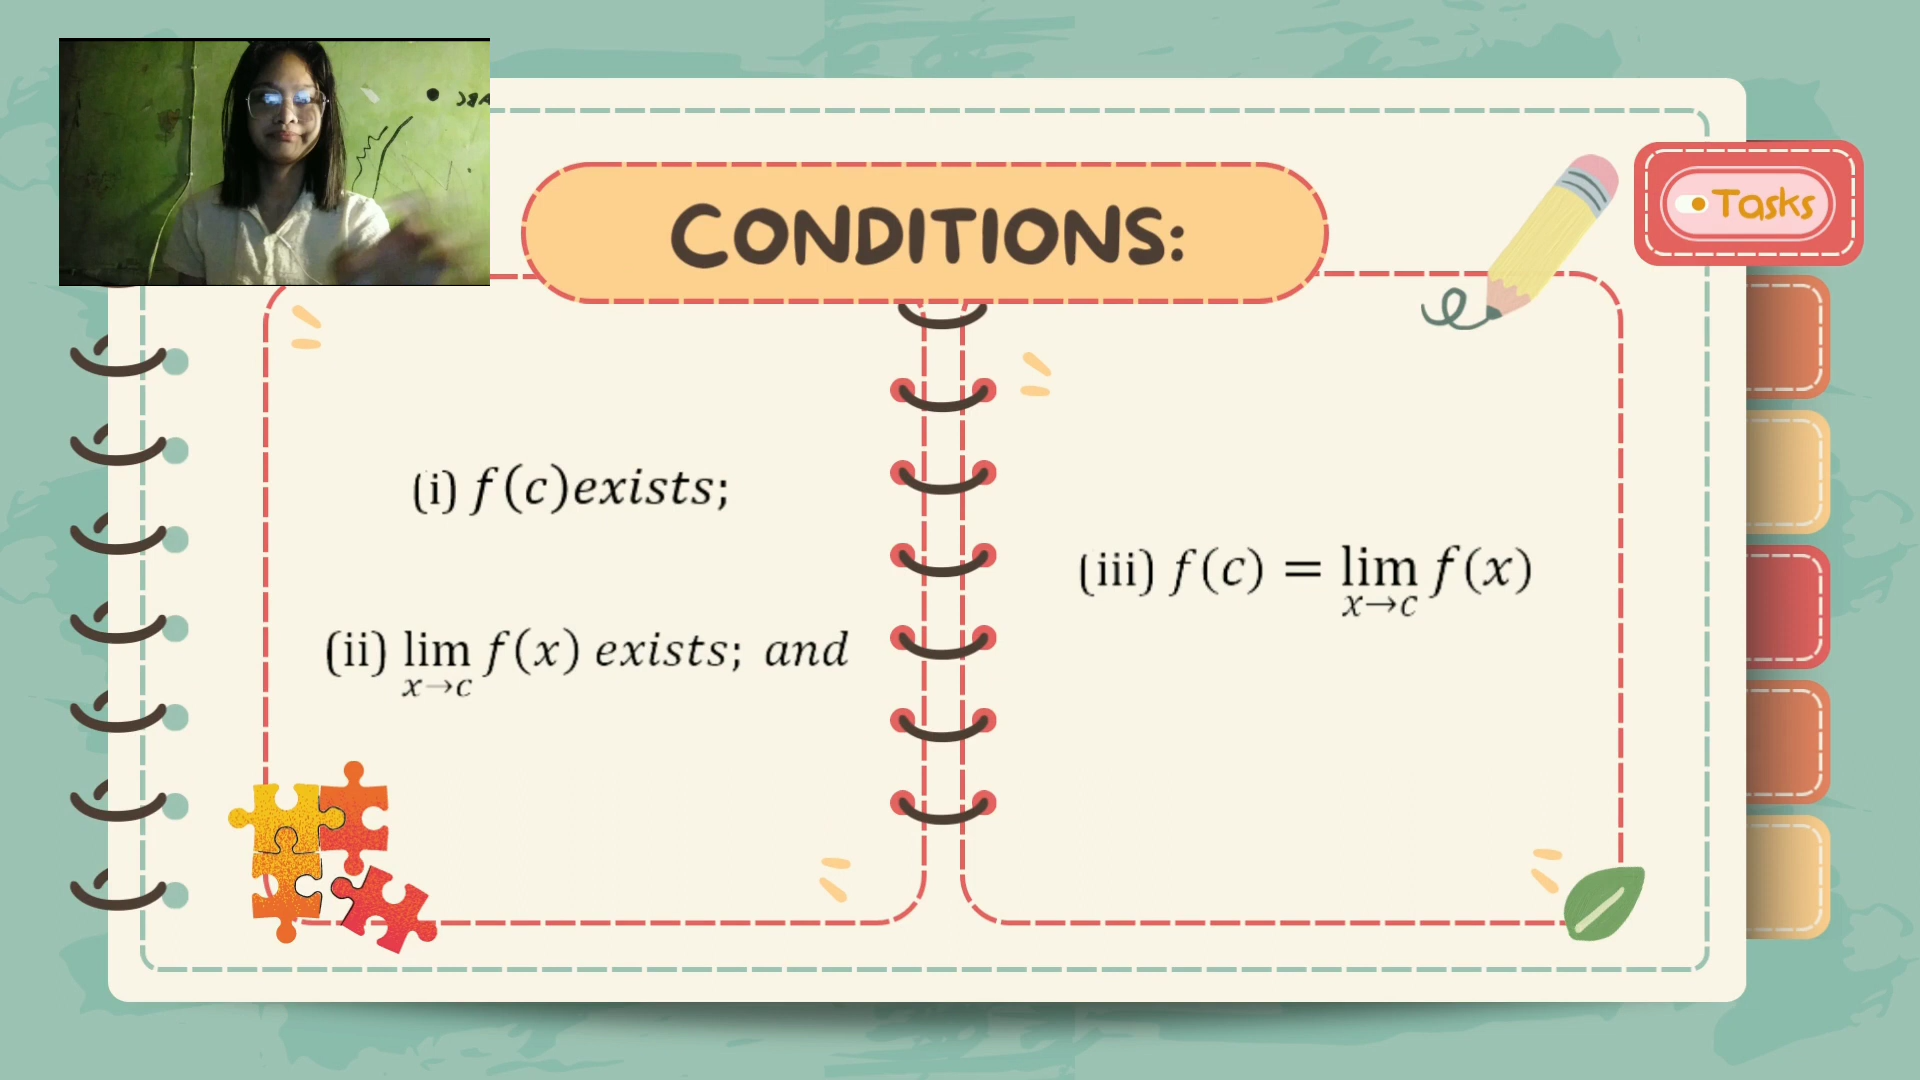 CONDITIONS:
Tasks
(i) f(c)exists;
(ii) lim f(x) exists; and
x→c
(iii) f(c) = lim f(x)
x→c